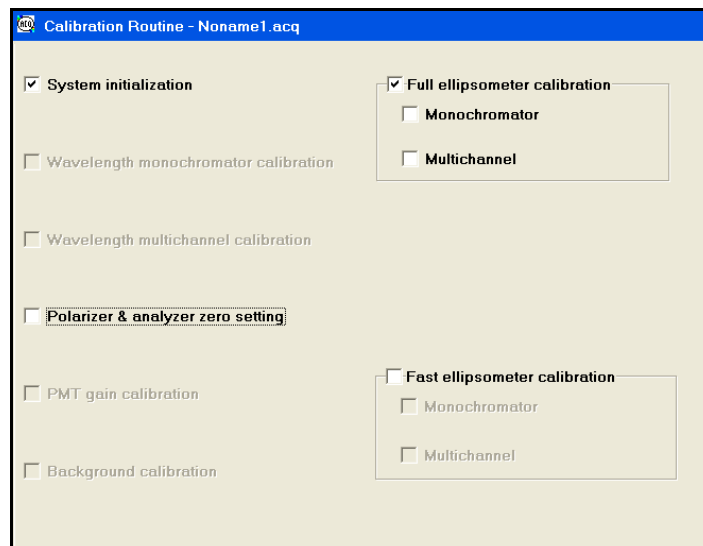 ACQ
Calibration Routine - Noname1.acq
System initialization
Wavelength monochromator calibration
Wavelength multichannel calibration
Polarizer & analyzer zero setting
PMT gain calibration
Background calibration
Full ellipsometer calibration
Monochromator
Multichannel
Fast ellipsometer calibration
Monochromator
Multichannel